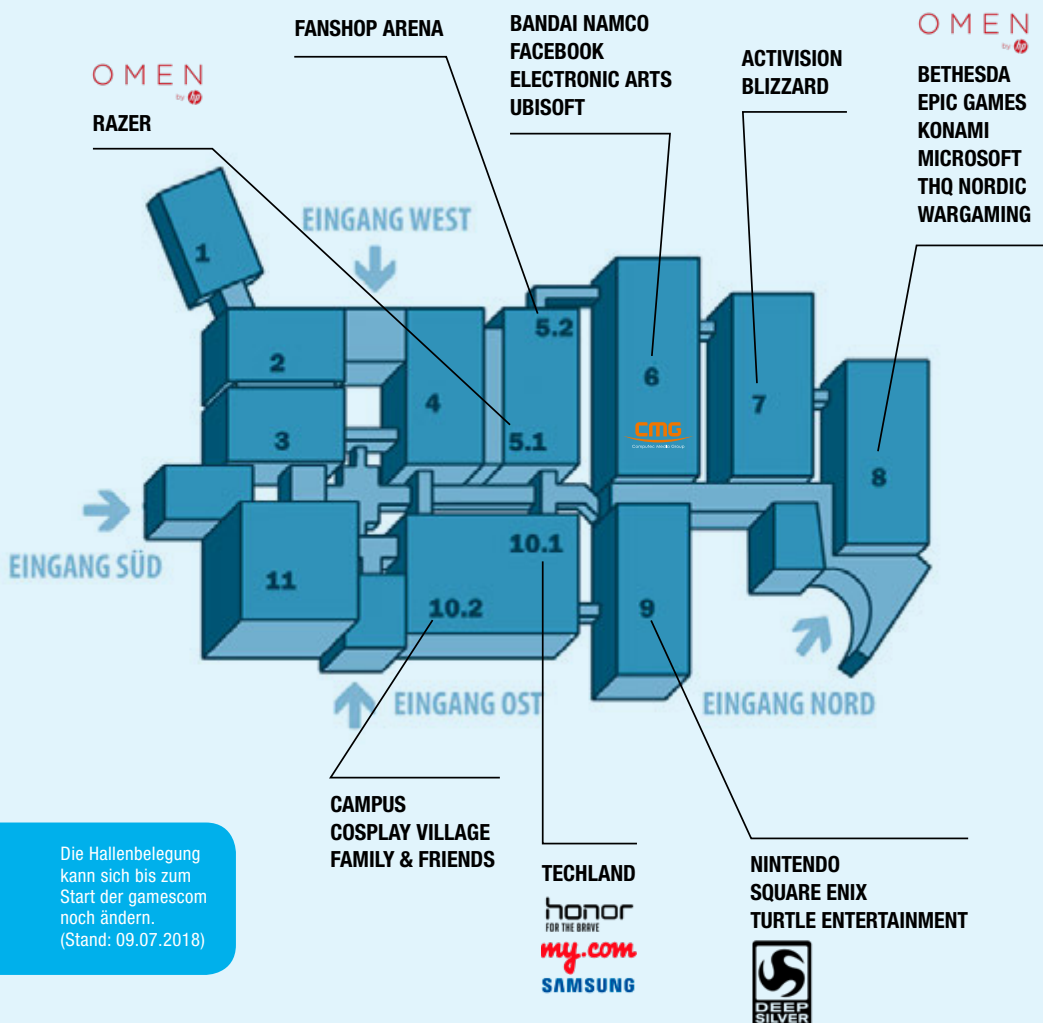 FANSHOP ARENA
BANDAI NAMCO
FACEBOOK
ELECTRONIC ARTS
UBISOFT
ACTIVISION
BLIZZARD
OMEN
by hp
BETHESDA
EPIC GAMES
KONAMI
MICROSOFT
THQ NORDIC
WARGAMING
OMEN
by hp
RAZER
EINGANG WEST
1
2
3
4
5.2
5.1
6
CMG
Computec Media Group
7
8
EINGANG SÜD
11
10.1
10.2
9
EINGANG OST
EINGANG NORD
CAMPUS
COSPLAY VILLAGE
FAMILY & FRIENDS
TECHLAND
honor
FOR THE BRAVE
my.com
SAMSUNG
NINTENDO
SQUARE ENIX
TURTLE ENTERTAINMENT
DEEP
SILVER
Die Hallenbelegung
kann sich bis zum
Start der gamescom
noch ändern.
(Stand: 09.07.2018)